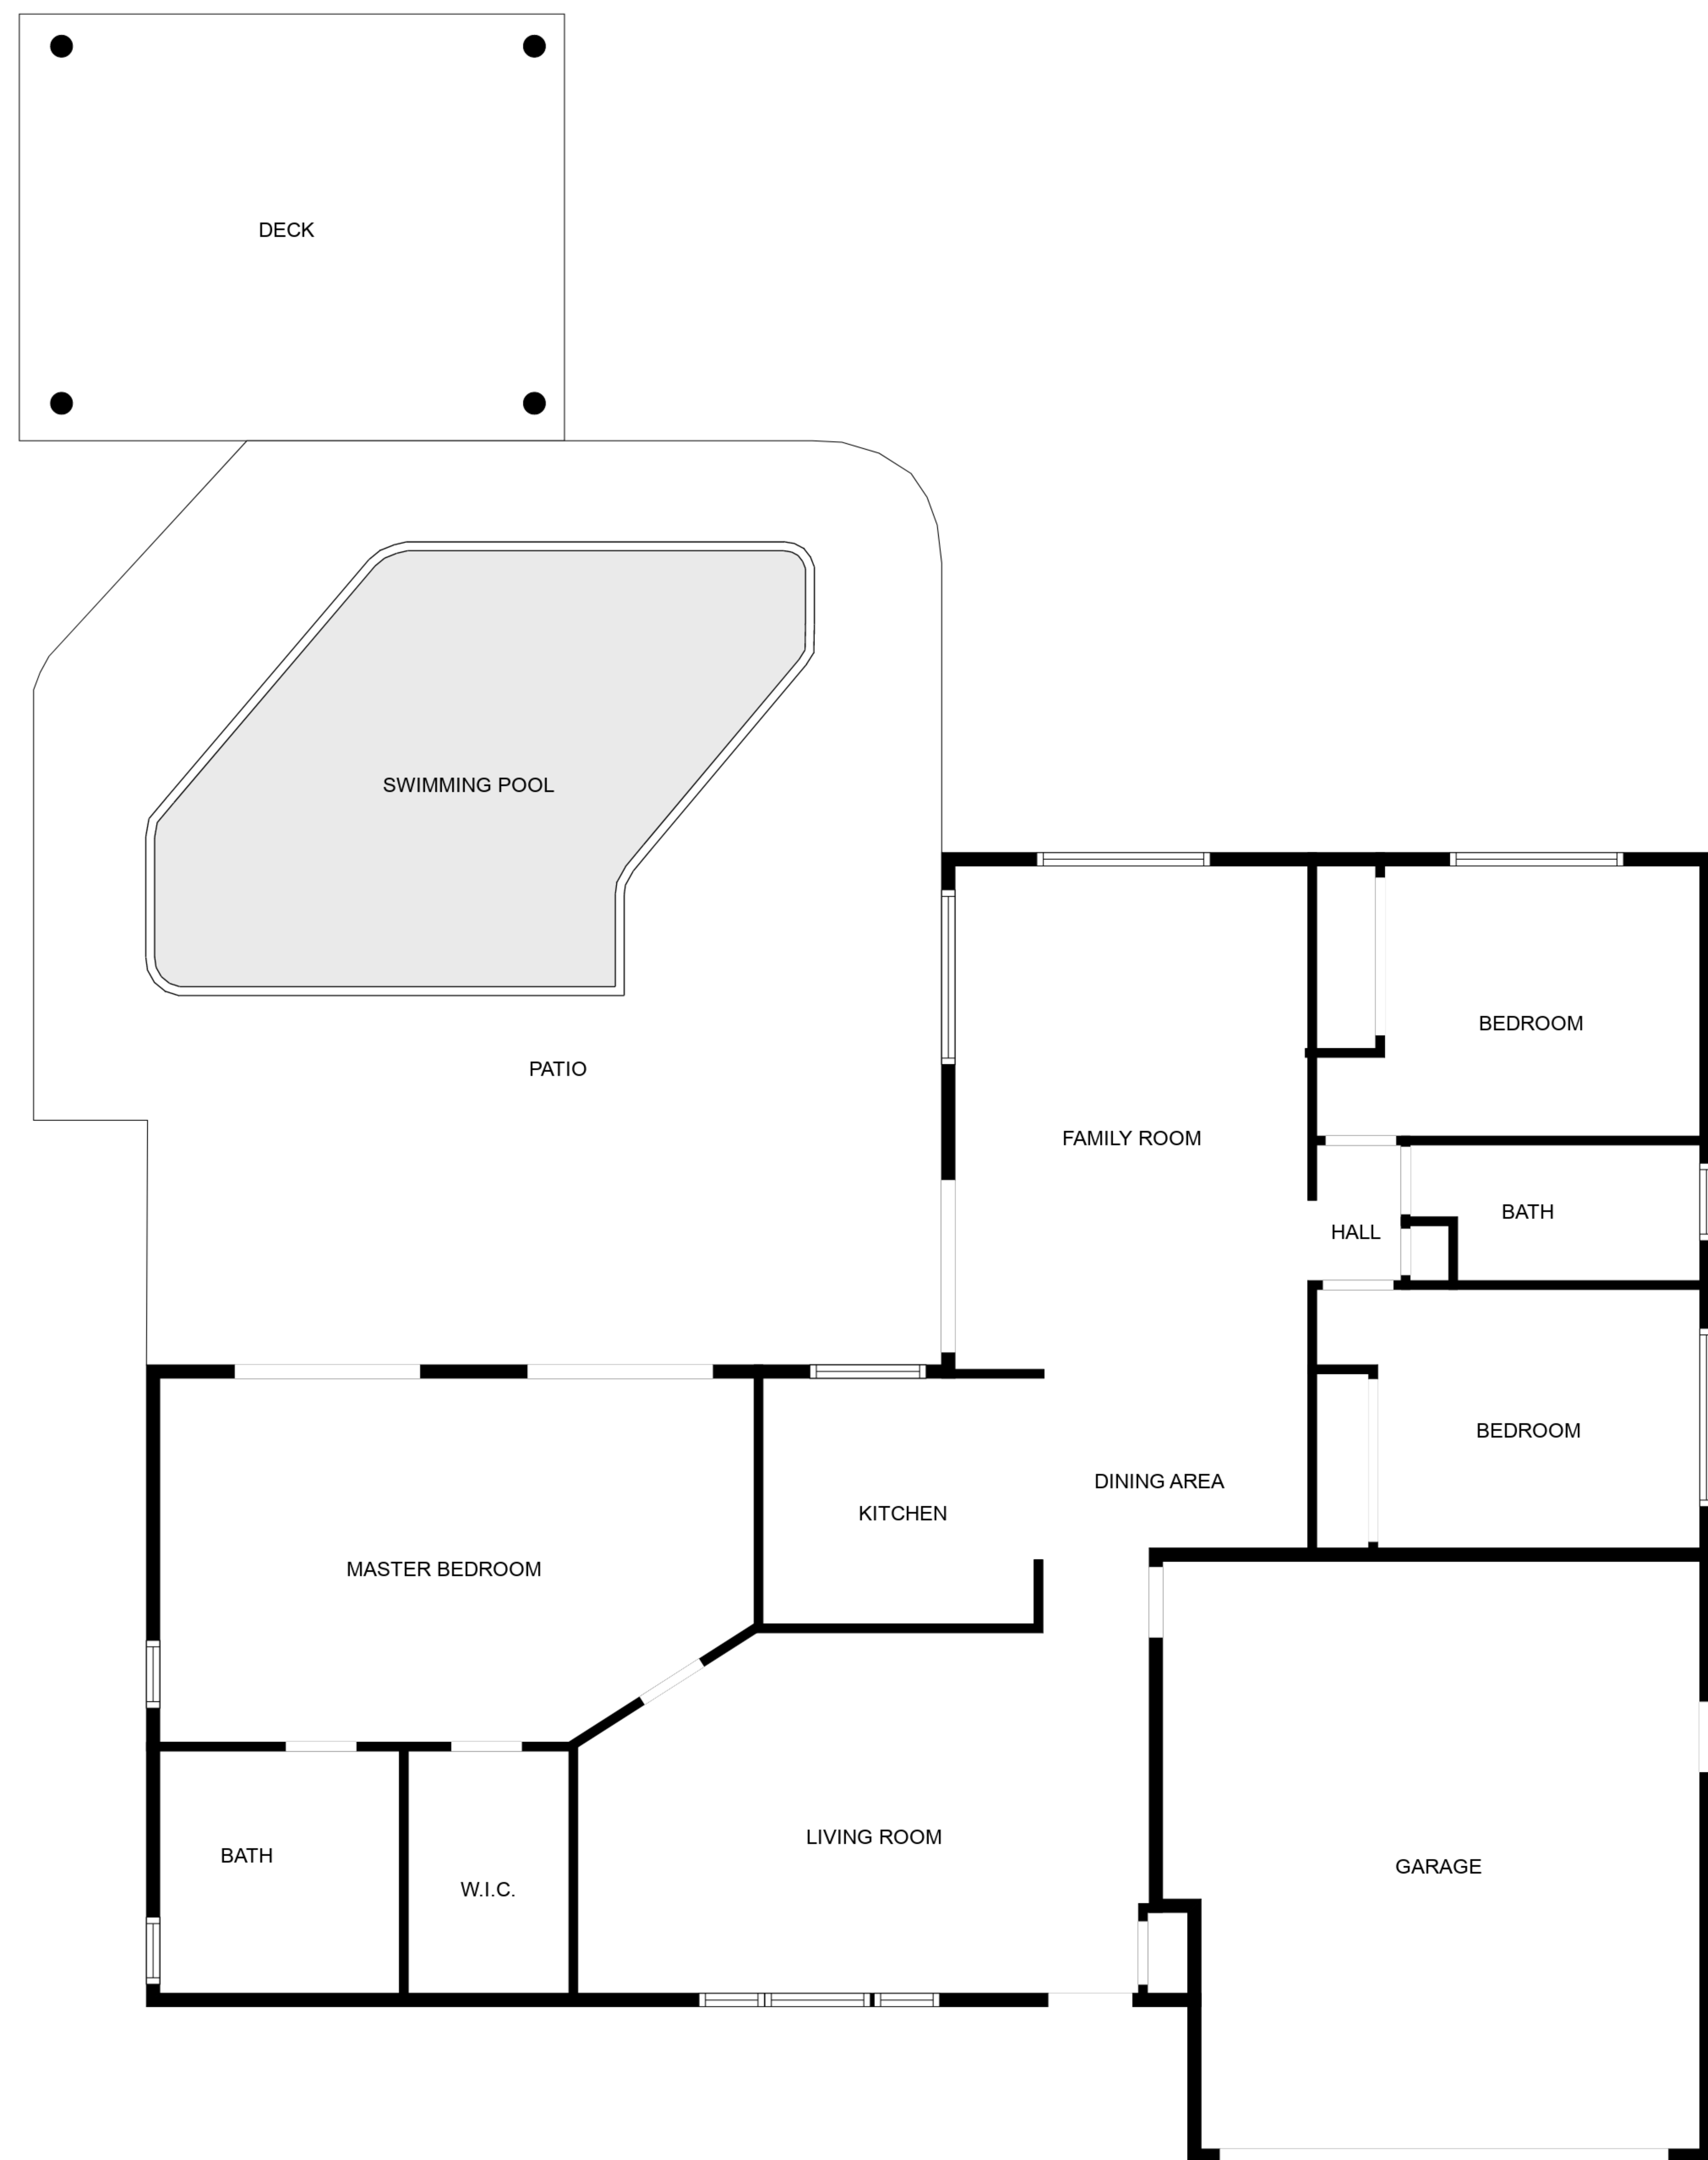 DECK
SWIMMING POOL
BEDROOM
PATIO
FAMILY ROOM
BATH
HALL
BEDROOM
DINING AREA
KITCHEN
MASTER BEDROOM
LIVING ROOM
BATH
GARAGE
W.I.C.